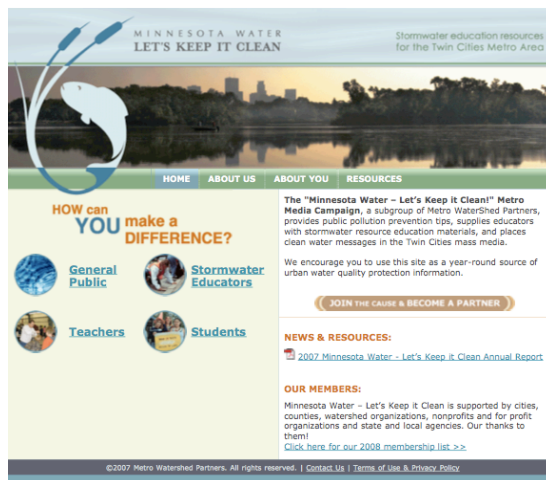 MINNESOTA WATER
LET'S KEEP IT CLEAN
Stormwater education resources
for the Twin Cities Metro Area
HOME
ABOUT US
ABOUT YOU
RESOURCES
HOW can
YOU make a
DIFFERENCE?
General
Public
Stormwater
Educators
Teachers
Students
The "Minnesota Water – Let's Keep it Clean!" Metro
Media Campaign, a subgroup of Metro WaterShed Partners,
provides public pollution prevention tips, supplies educators
with stormwater resource education materials, and places
clean water messages in the Twin Cities mass media.
We encourage you to use this site as a year-round source of
urban water quality protection information.
JOIN THE CAUSE & BECOME A PARTNER
NEWS & RESOURCES:
2007 Minnesota Water - Let's Keep it Clean Annual Report
OUR MEMBERS:
Minnesota Water – Let's Keep it Clean is supported by cities,
counties, watershed organizations, nonprofits and for profit
organizations and state and local agencies. Our thanks to
them!
Click here for our 2008 membership list >>
©2007 Metro Watershed Partners. All rights reserved. | Contact Us | Terms of Use & Privacy Policy